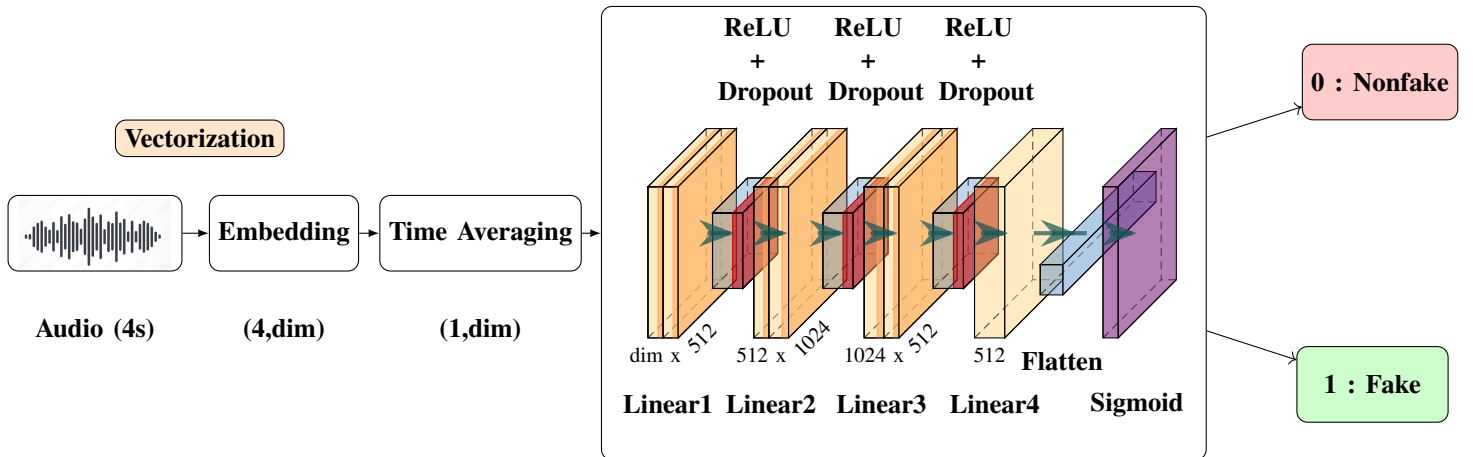 Vectorization
Audio (4s)
Embedding
(4,dim)
Time Averaging
(1,dim)
ReLU
+
Dropout
ReLU
+
Dropout
ReLU
+
Dropout
dim x 512
512 x 1024
1024 x 512
512
Flatten
Linear1
Linear2
Linear3
Linear4
Sigmoid
0 : Nonfake
1 : Fake